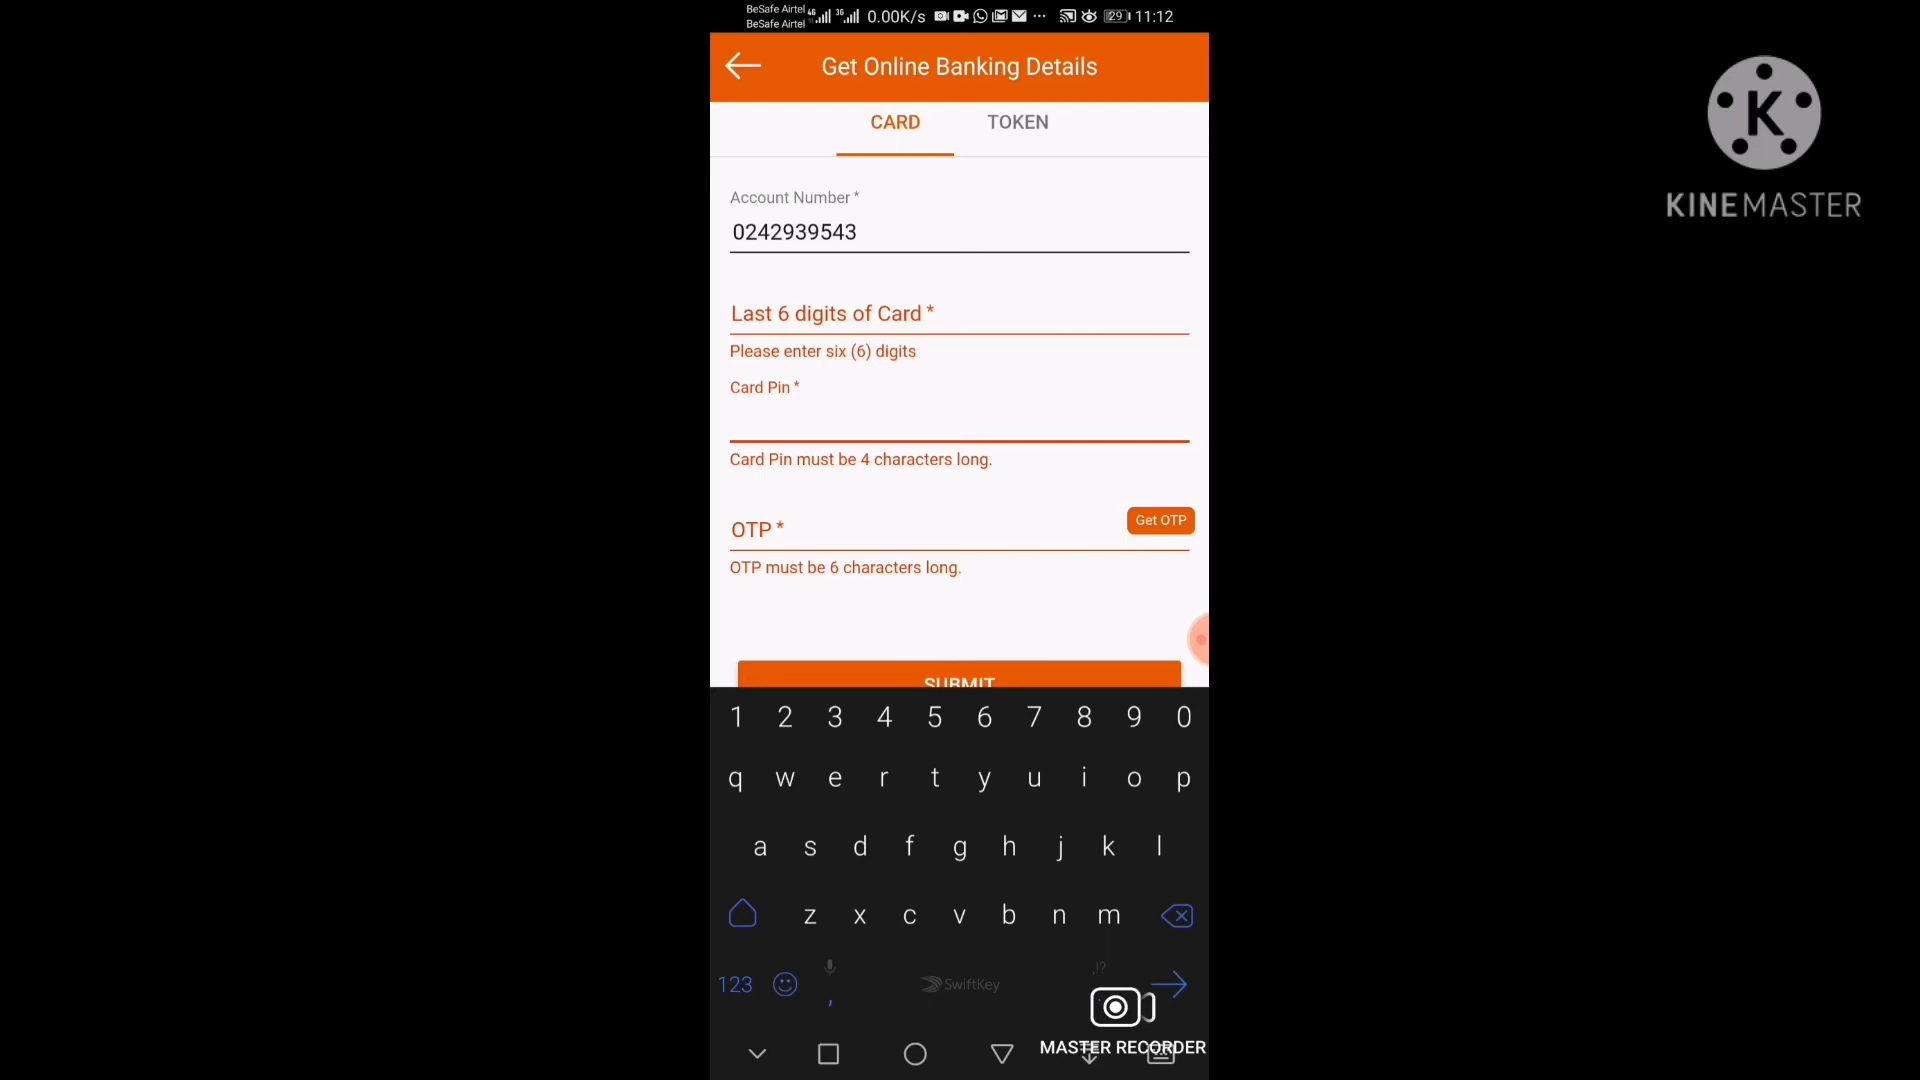 BeSafe Airtel 4G 3G 0.00K/s 29 11:12
BeSafe Airtel
Get Online Banking Details
CARD TOKEN
Account Number *
0242939543
Last 6 digits of Card *
Please enter six (6) digits
Card Pin *
Card Pin must be 4 characters long.
OTP * Get OTP
OTP must be 6 characters long.
SUBMIT
1 2 3 4 5 6 7 8 9 0
q w e r t y u i o p
a s d f g h j k l
z x c v b n m
,!?
123 SwiftKey
,
MASTER RECORDER
K
KINEMASTER